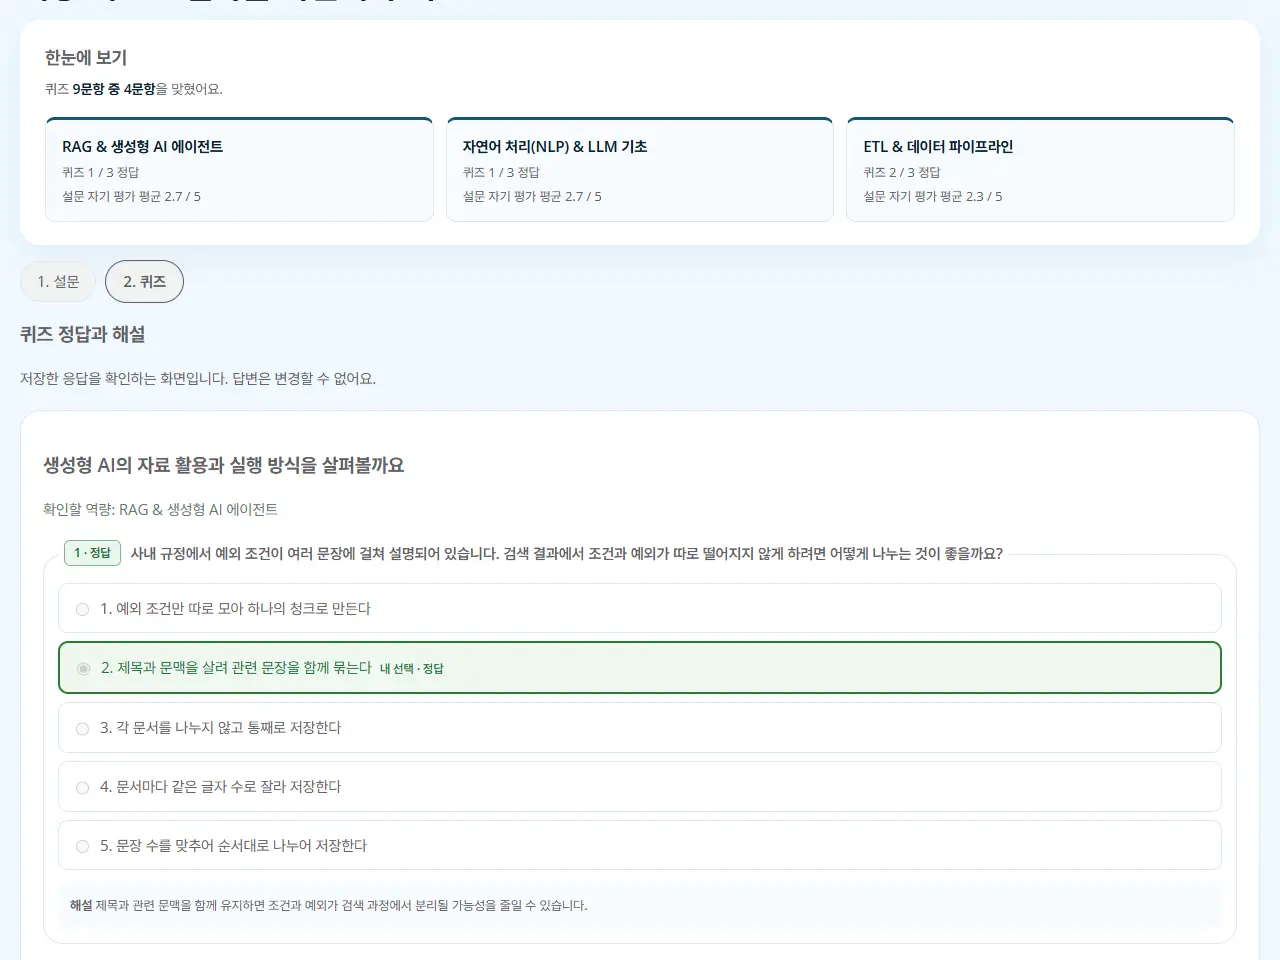 한눈에 보기
퀴즈 9문항 중 4문항을 맞혔어요.
RAG & 생성형 AI 에이전트
퀴즈 1 / 3 정답
설문 자기 평가 평균 2.7 / 5
자연어 처리(NLP) & LLM 기초
퀴즈 1 / 3 정답
설문 자기 평가 평균 2.7 / 5
ETL & 데이터 파이프라인
퀴즈 2 / 3 정답
설문 자기 평가 평균 2.3 / 5
1. 설문
2. 퀴즈
퀴즈 정답과 해설
저장한 응답을 확인하는 화면입니다. 답변은 변경할 수 없어요.
생성형 AI의 자료 활용과 실행 방식을 살펴볼까요
확인할 역량: RAG & 생성형 AI 에이전트
1 · 정답 사내 규정에서 예외 조건이 여러 문장에 걸쳐 설명되어 있습니다. 검색 결과에서 조건과 예외가 따로 떨어지지 않게 하려면 어떻게 나누는 것이 좋을까요?
1. 예외 조건만 따로 모아 하나의 청크로 만든다
2. 제목과 문맥을 살려 관련 문장을 함께 묶는다 내 선택 · 정답
3. 각 문서를 나누지 않고 통째로 저장한다
4. 문서마다 같은 글자 수로 잘라 저장한다
5. 문장 수를 맞추어 순서대로 나누어 저장한다
해설 제목과 관련 문맥을 함께 유지하면 조건과 예외가 검색 과정에서 분리될 가능성을 줄일 수 있습니다.